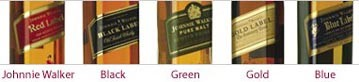 Red Label
BLACK LABEL
JOHNNIE WALKER
PURE MALT
GOLD LABEL
Blue Label
Johnnie Walker Black Green Gold Blue